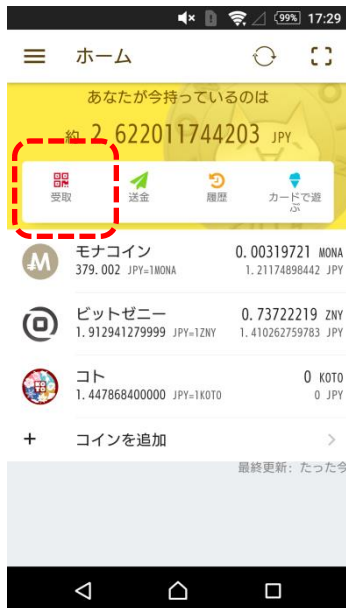 99% 17:29
ホーム
あなたが今持っているのは
約 2.622011744203 JPY
受取 送金 履歴 カードで遊ぶ
モナコイン 0.00319721 MONA
379.002 JPY=1MONA 1.21174898442 JPY
ビットゼニー 0.73722219 ZNY
1.912941279999 JPY=1ZNY 1.410262759783 JPY
コト 0 KOTO
1.447868400000 JPY=1KOTO 0 JPY
+ コインを追加 >
最終更新: たった今